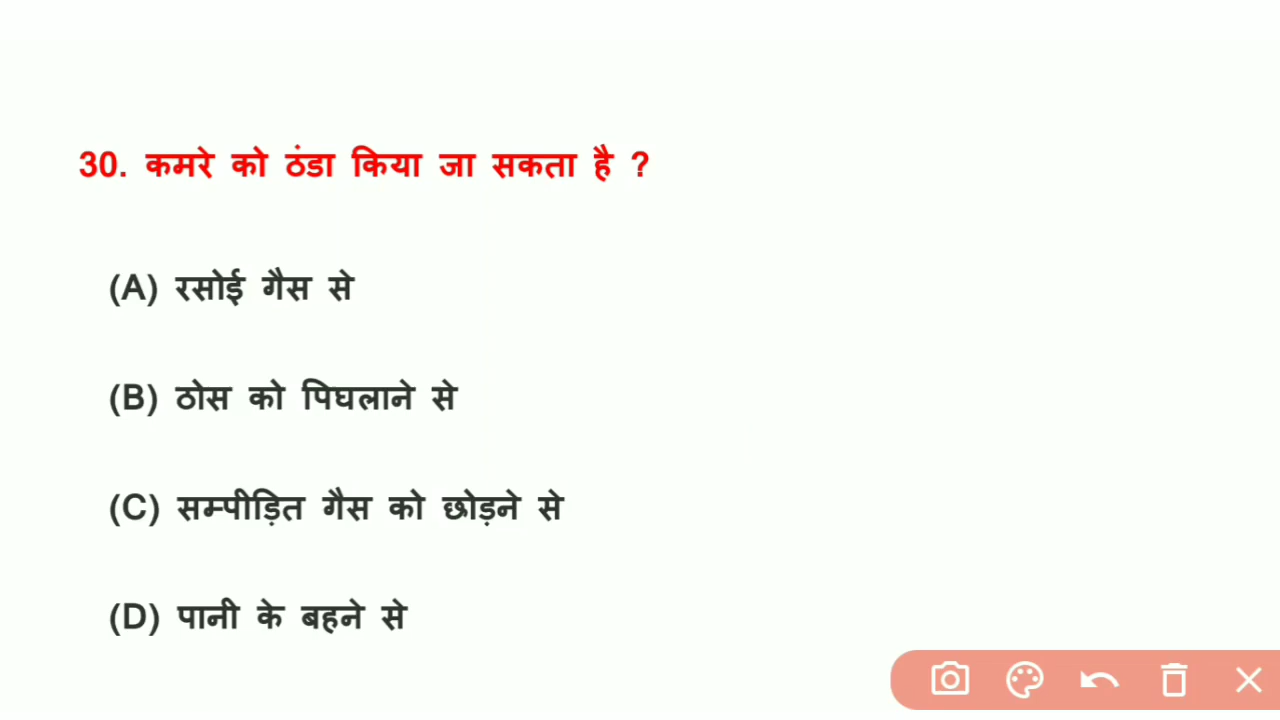 30. कमरे को ठंडा किया जा सकता है ?
(A) रसोई गैस से
(B) ठोस को पिघलाने से
(C) सम्पीड़ित गैस को छोड़ने से
(D) पानी के बहने से